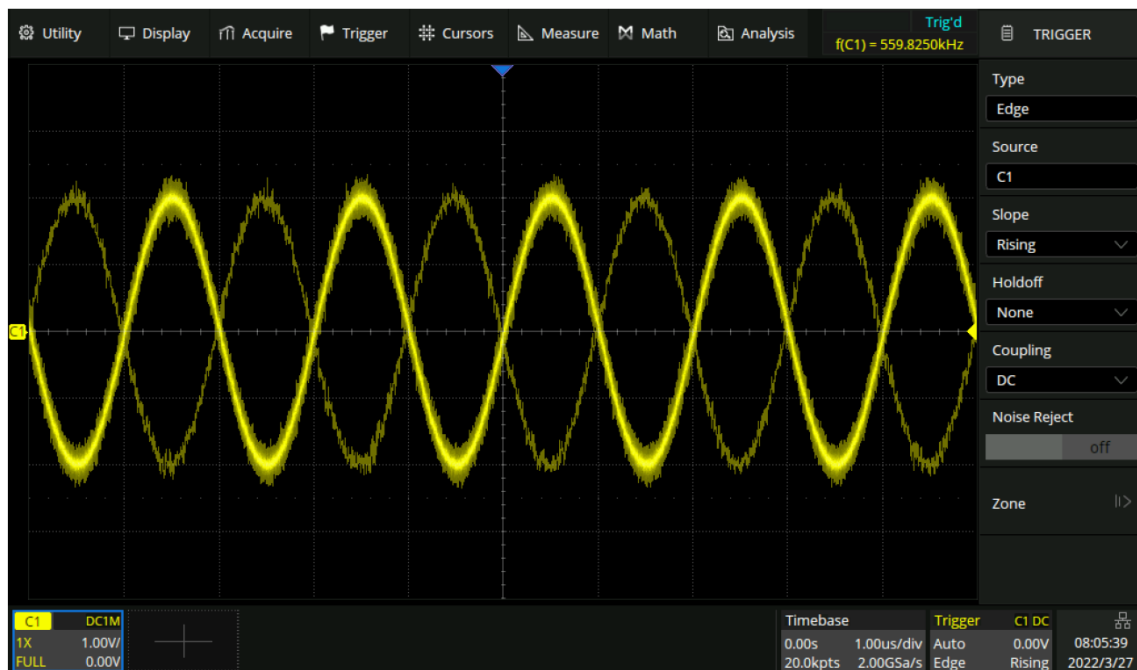 Utility Display Acquire Trigger Cursors Measure Math Analysis
Trig'd
f(C1) = 559.8250kHz
TRIGGER
Type
Edge
Source
C1
Slope
Rising
Holdoff
None
Coupling
DC
Noise Reject
off
Zone
C1
C1 DC1M
1X 1.00V/
FULL 0.00V
Timebase
0.00s 1.00us/div
20.0kpts 2.00GSa/s
Trigger C1 DC
Auto 0.00V
Edge Rising
08:05:39
2022/3/27